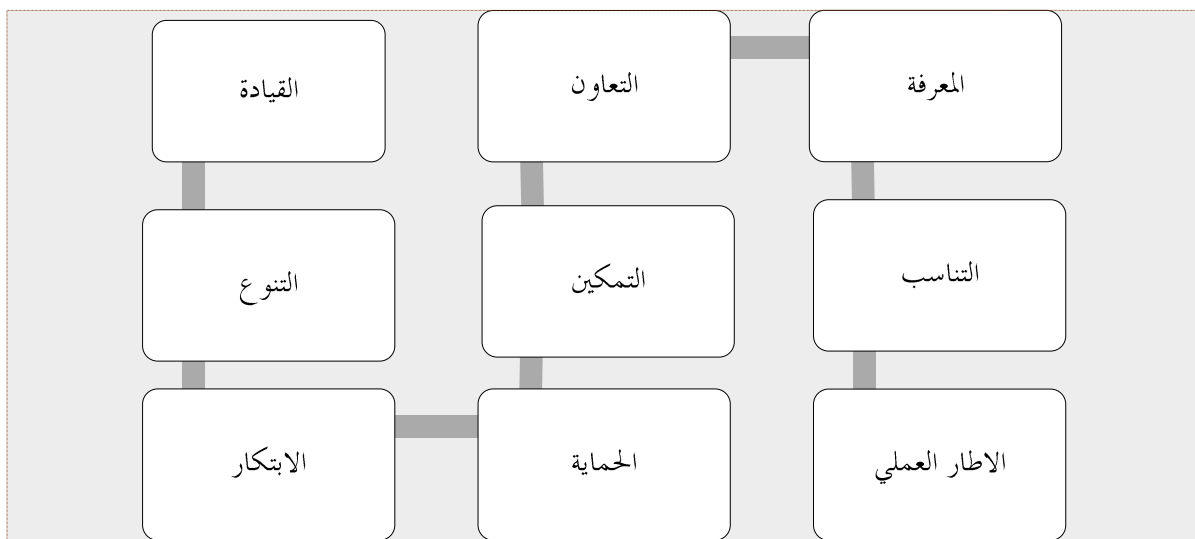 المعرفة
التعاون
القيادة
التناسب
التمكين
التنوع
الاطار العملي
الحماية
الابتكار